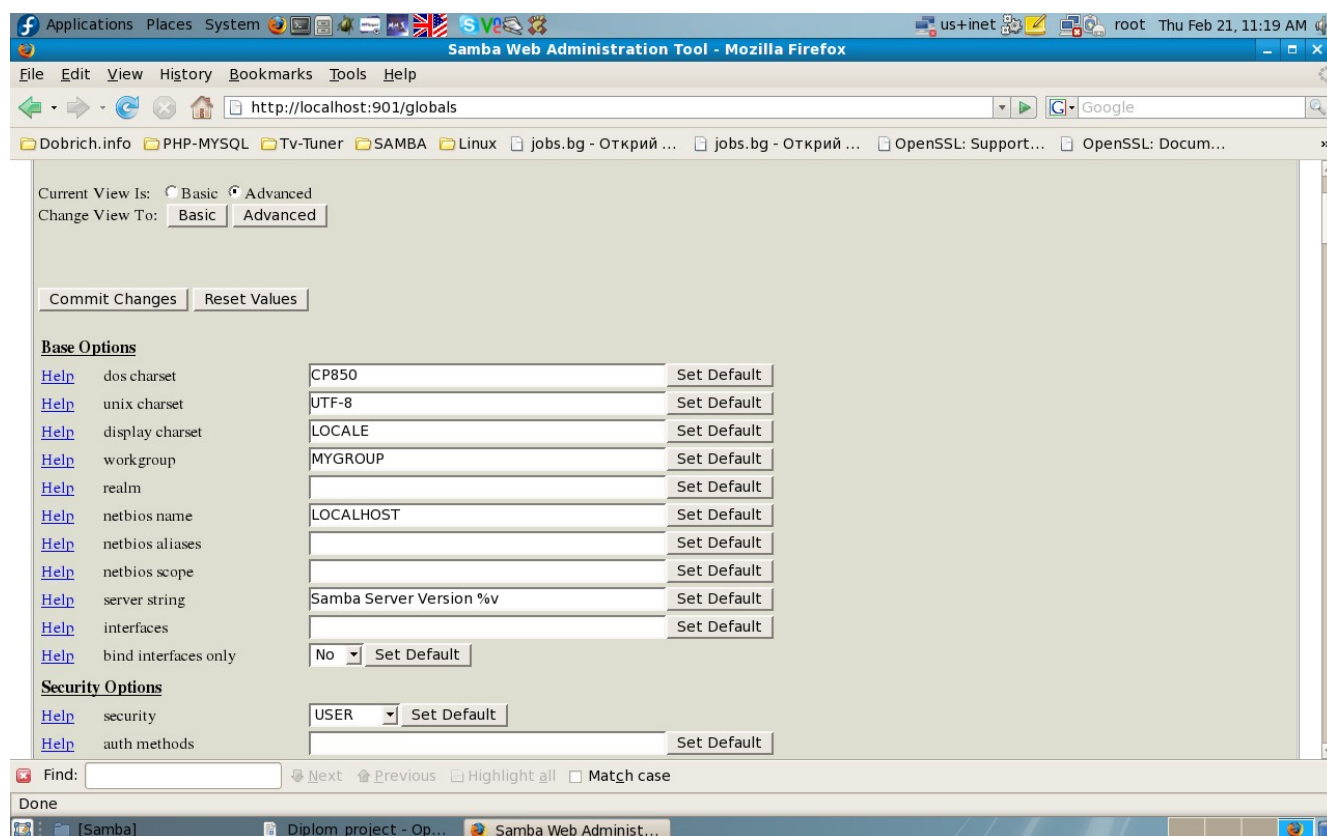 Applications Places System us+inet root Thu Feb 21, 11:19 AM
Samba Web Administration Tool - Mozilla Firefox
File Edit View History Bookmarks Tools Help
http://localhost:901/globals G Google
Dobrich.info PHP-MYSQL Tv-Tuner SAMBA Linux jobs.bg - Открий ... jobs.bg - Открий ... OpenSSL: Support... OpenSSL: Docum... »
Current View Is: Basic Advanced
Change View To: Basic Advanced
Commit Changes Reset Values
Base Options
Help dos charset CP850 Set Default
Help unix charset UTF-8 Set Default
Help display charset LOCALE Set Default
Help workgroup MYGROUP Set Default
Help realm Set Default
Help netbios name LOCALHOST Set Default
Help netbios aliases Set Default
Help netbios scope Set Default
Help server string Samba Server Version %v Set Default
Help interfaces Set Default
Help bind interfaces only No Set Default
Security Options
Help security USER Set Default
Help auth methods Set Default
Find: Next Previous Highlight all Match case
Done
[Samba] Diplom_project - Op... Samba Web Administ...